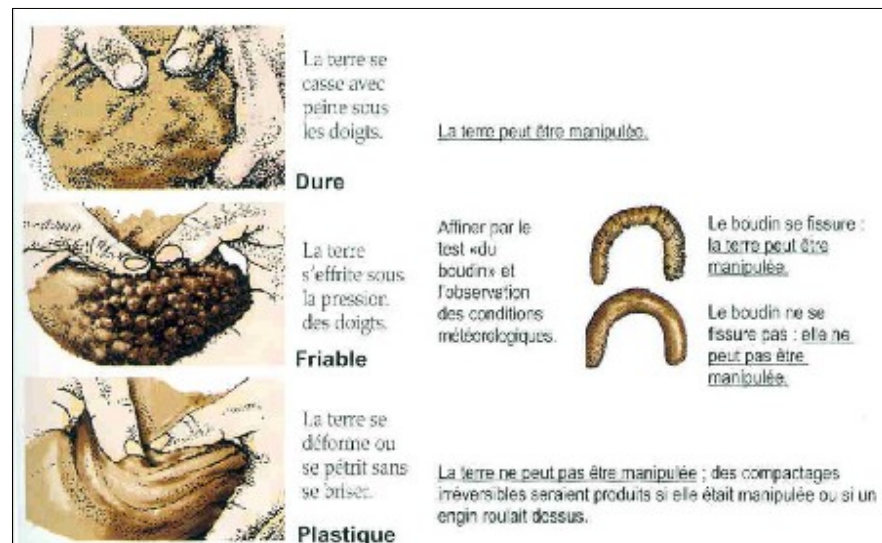 La terre se
casse avec
peine sous
les doigts.
Dure
La terre peut être manipulée.
La terre
s'effrite sous
la pression
des doigts.
Friable
Affiner par le
test «du
boudin» et
l'observation
des conditions
météorologiques.
Le boudin se fissure :
la terre peut être
manipulée.
Le boudin ne se
fissure pas : elle ne
peut pas être
manipulée.
La terre se
déforme ou
se pétrit sans
se briser.
Plastique
La terre ne peut pas être manipulée ; des compactages
irréversibles seraient produits si elle était manipulée ou si un
engin roulait dessus.